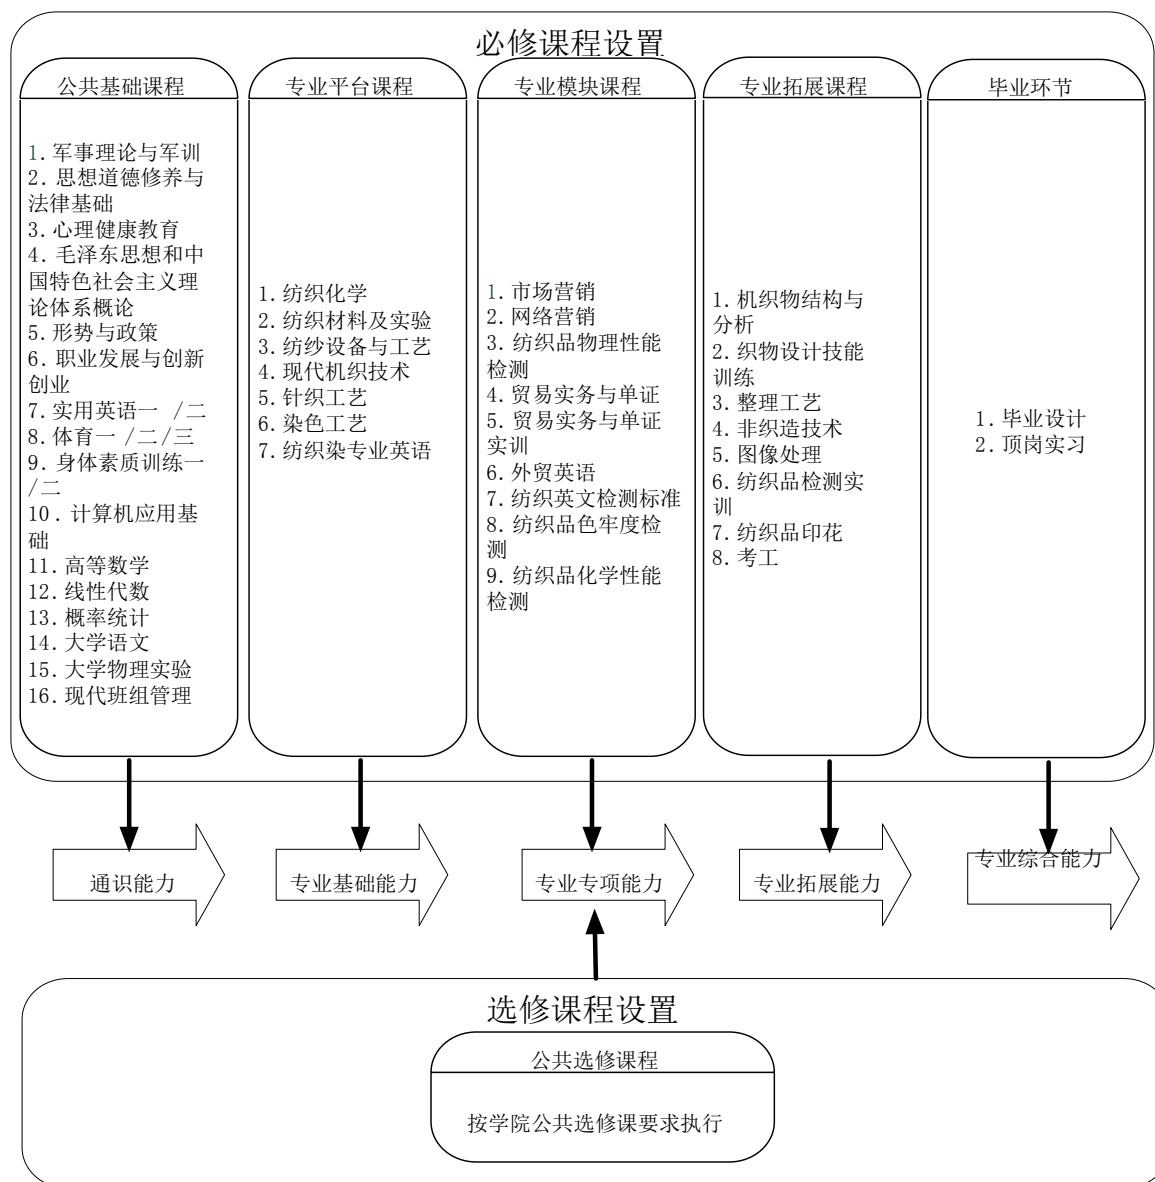 必修课程设置
公共基础课程
1.军事理论与军训
2.思想道德修养与
法律基础
3.心理健康教育
4.毛泽东思想和中
国特色社会主义理
论体系概论
5.形势与政策
6.职业发展与创新
创业
7.实用英语一 /二
8.体育一 /二/三
9.身体素质训练一
/二
10.计算机应用基
础
11.高等数学
12.线性代数
13.概率统计
14.大学语文
15.大学物理实验
16.现代班组管理
专业平台课程
1.纺织化学
2.纺织材料及实验
3.纺纱设备与工艺
4.现代机织技术
5.针织工艺
6.染色工艺
7.纺织染专业英语
专业模块课程
1.市场营销
2.网络营销
3.纺织品物理性能
检测
4.贸易实务与单证
5.贸易实务与单证
实训
6.外贸英语
7.纺织英文检测标准
8.纺织品色牢度检
测
9.纺织品化学性能
检测
专业拓展课程
1.机织物结构与
分析
2.织物设计技能
训练
3.整理工艺
4.非织造技术
5.图像处理
6.纺织品检测实
训
7.纺织品印花
8.考工
毕业环节
1.毕业设计
2.顶岗实习
通识能力
专业基础能力
专业专项能力
专业拓展能力
专业综合能力
选修课程设置
公共选修课程
按学院公共选修课要求执行